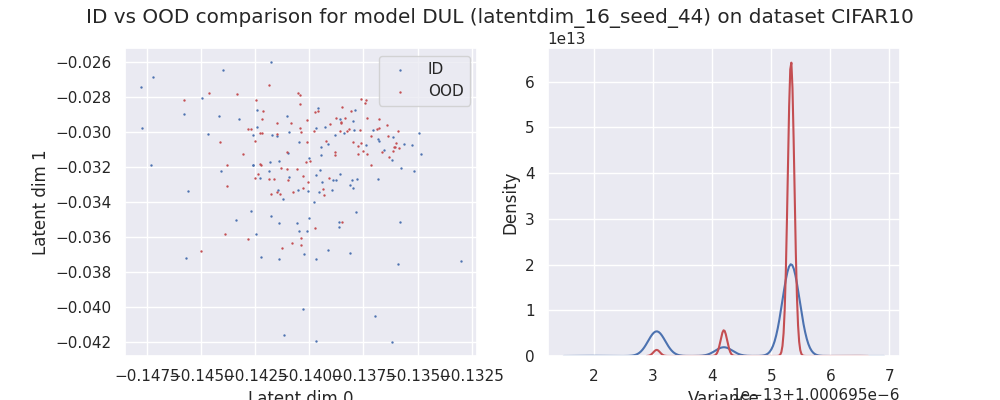 ID vs OOD comparison for model DUL (latentdim_16_seed_44) on dataset CIFAR10
1e13
ID
OOD
−0.026
−0.028
−0.030
−0.032
−0.034
−0.036
−0.038
−0.040
−0.042
Latent dim 1
−0.1475−0.1450−0.1425−0.1400−0.1375−0.1350−0.1325
Latent dim 0
6
5
4
3
2
1
0
Density
2 3 4 5 6 7
Variance
1e−13+1.000695e−6